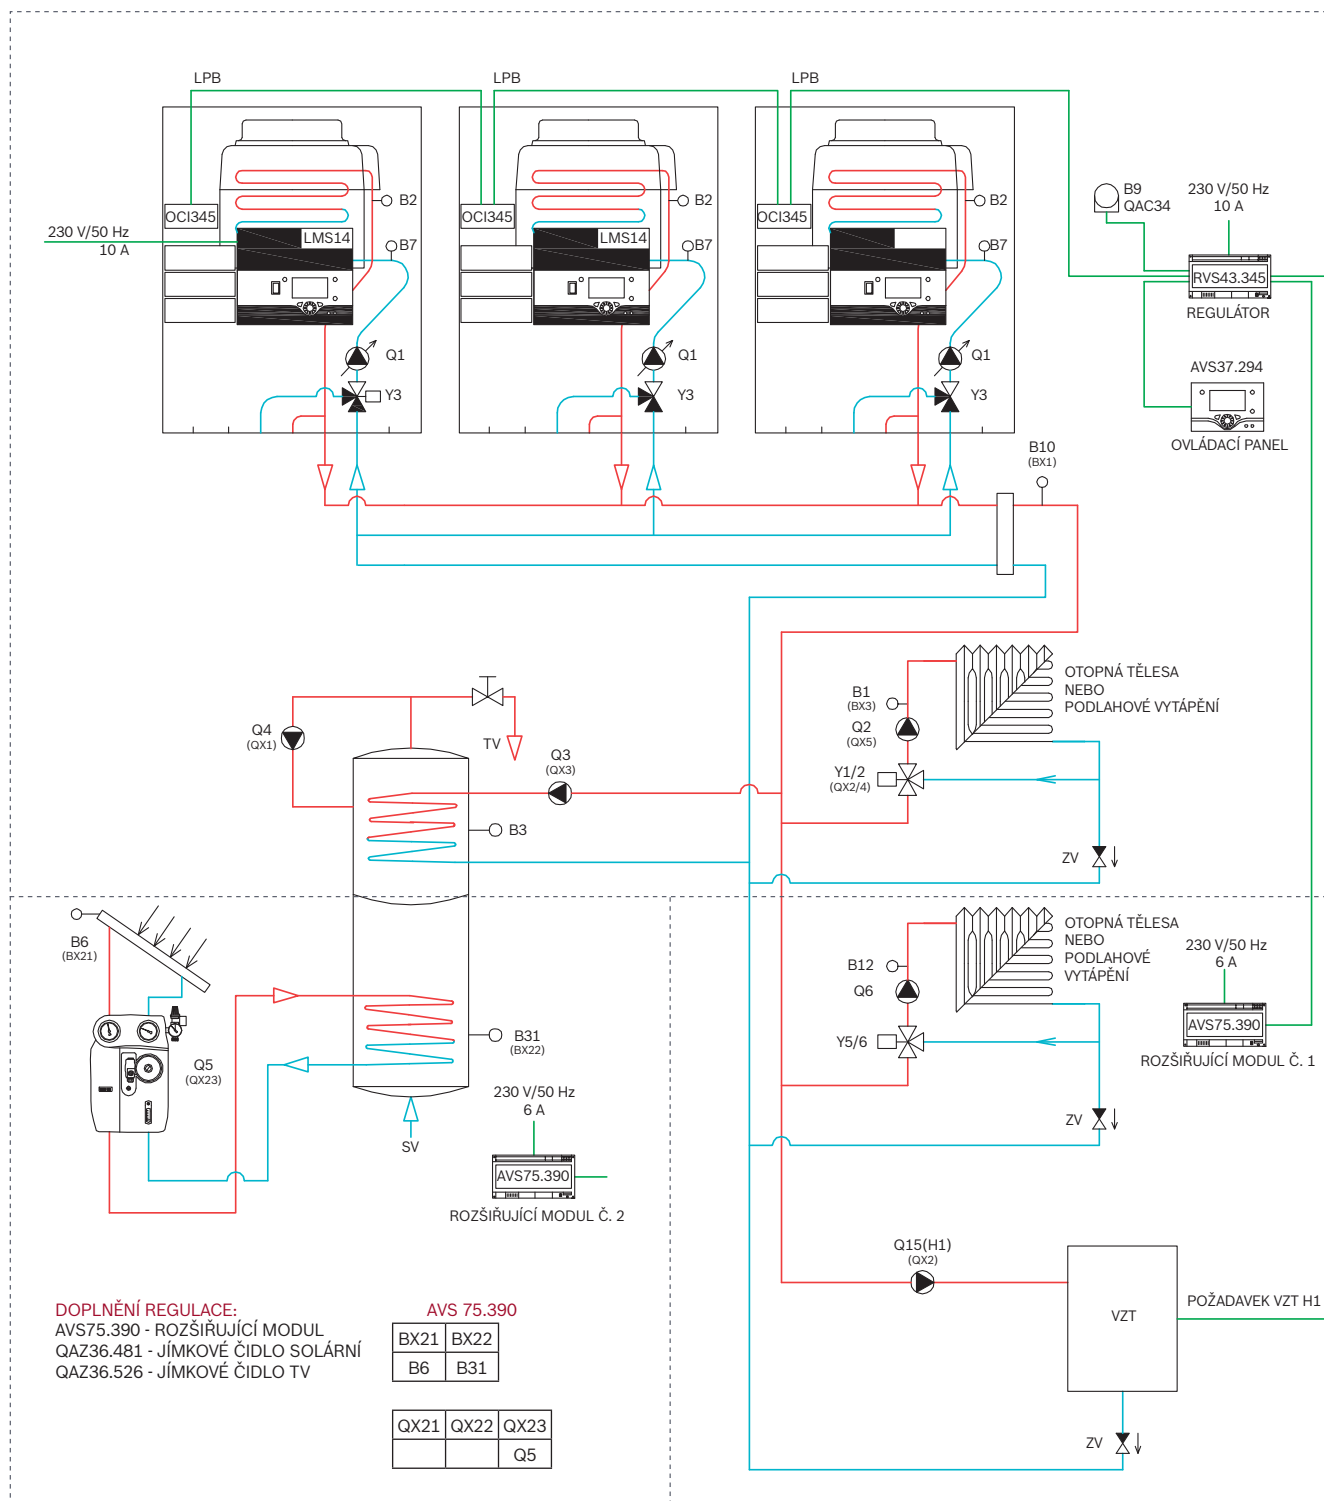 LPB
LPB
LPB
OCI345
B2
OCI345
B2
OCI345
B2
B9
QAC34
230 V/50 Hz
10 A
230 V/50 Hz
10 A
LMS14
B7
LMS14
B7
B7
RVS43.345
REGULÁTOR
Q1
Q1
Q1
Y3
Y3
Y3
AVS37.294
OVLÁDACÍ PANEL
B10
(BX1)
OTOPNÁ TĚLESA
NEBO
PODLAHOVÉ VYTÁPĚNÍ
B1
(BX3)
Q2
(QX5)
Y1/2
(QX2/4)
Q4
(QX1)
TV
Q3
(QX3)
B3
ZV
B6
(BX21)
OTOPNÁ TĚLESA
NEBO
PODLAHOVÉ
VYTÁPĚNÍ
B12
Q6
Y5/6
230 V/50 Hz
6 A
AVS75.390
ROZŠIŘUJÍCÍ MODUL Č. 1
B31
(BX22)
Q5
(QX23)
230 V/50 Hz
6 A
SV
ZV
AVS75.390
ROZŠIŘUJÍCÍ MODUL Č. 2
Q15(H1)
(QX2)
VZT
POŽADAVEK VZT H1
ZV
DOPLNĚNÍ REGULACE:
AVS75.390 - ROZŠIŘUJÍCÍ MODUL
QAZ36.481 - JÍMKOVÉ ČIDLO SOLÁRNÍ
QAZ36.526 - JÍMKOVÉ ČIDLO TV
AVS 75.390
BX21 BX22
B6 B31
QX21 QX22 QX23
Q5